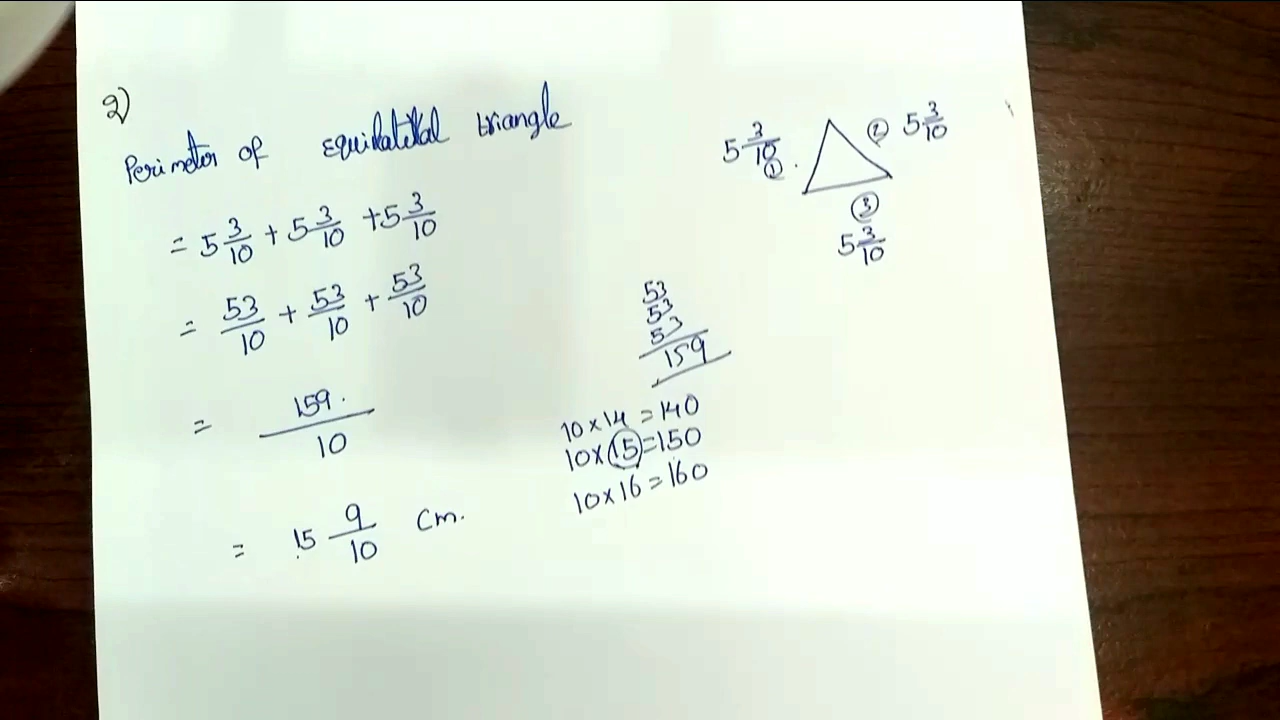 2)
Perimeter of equilateral triangle
= 5 3/10 + 5 3/10 + 5 3/10
= 53/10 + 53/10 + 53/10
= 159/10
= 15 9/10 cm.
5 3/10 ①
② 5 3/10
③
5 3/10
53
53
53
159
10×14=140
10×15=150
10×16=160